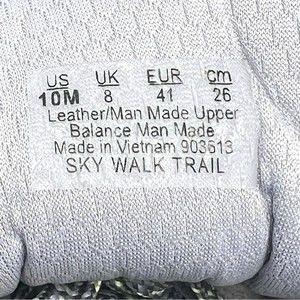 US UK EUR cm
10M 8 41 26
Leather/Man Made Upper
Balance Man Made
Made in Vietnam 903613
SKY WALK TRAIL